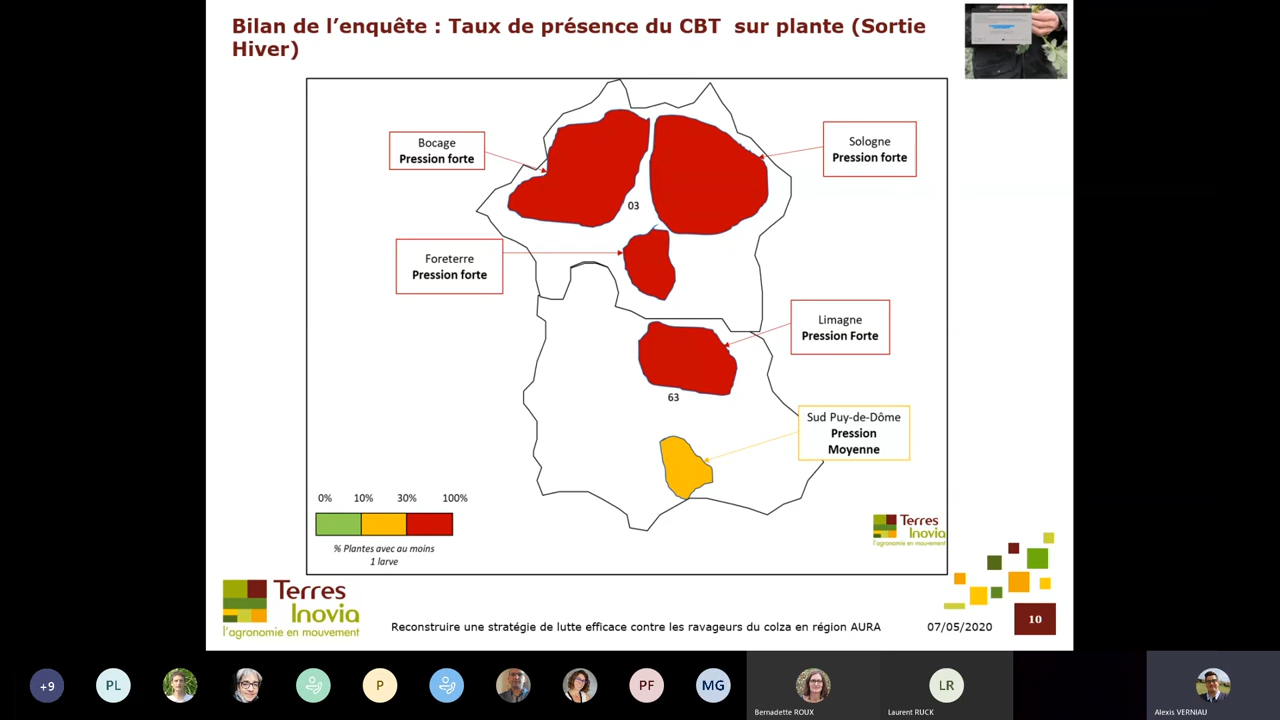 Bilan de l’enquête : Taux de présence du CBT sur plante (Sortie
Hiver)
Bocage
Pression forte
Sologne
Pression forte
03
Foreterre
Pression forte
Limagne
Pression Forte
63
Sud Puy-de-Dôme
Pression
Moyenne
0% 10% 30% 100%
% Plantes avec au moins
1 larve
Terres
Inovia
l'agronomie en mouvement
Terres
Inovia
l'agronomie en mouvement
Reconstruire une stratégie de lutte efficace contre les ravageurs du colza en région AURA
07/05/2020
10
+9
PL
P
PF
MG
LR
Bernadette ROUX
Laurent RUCK
Alexis VERNIAU